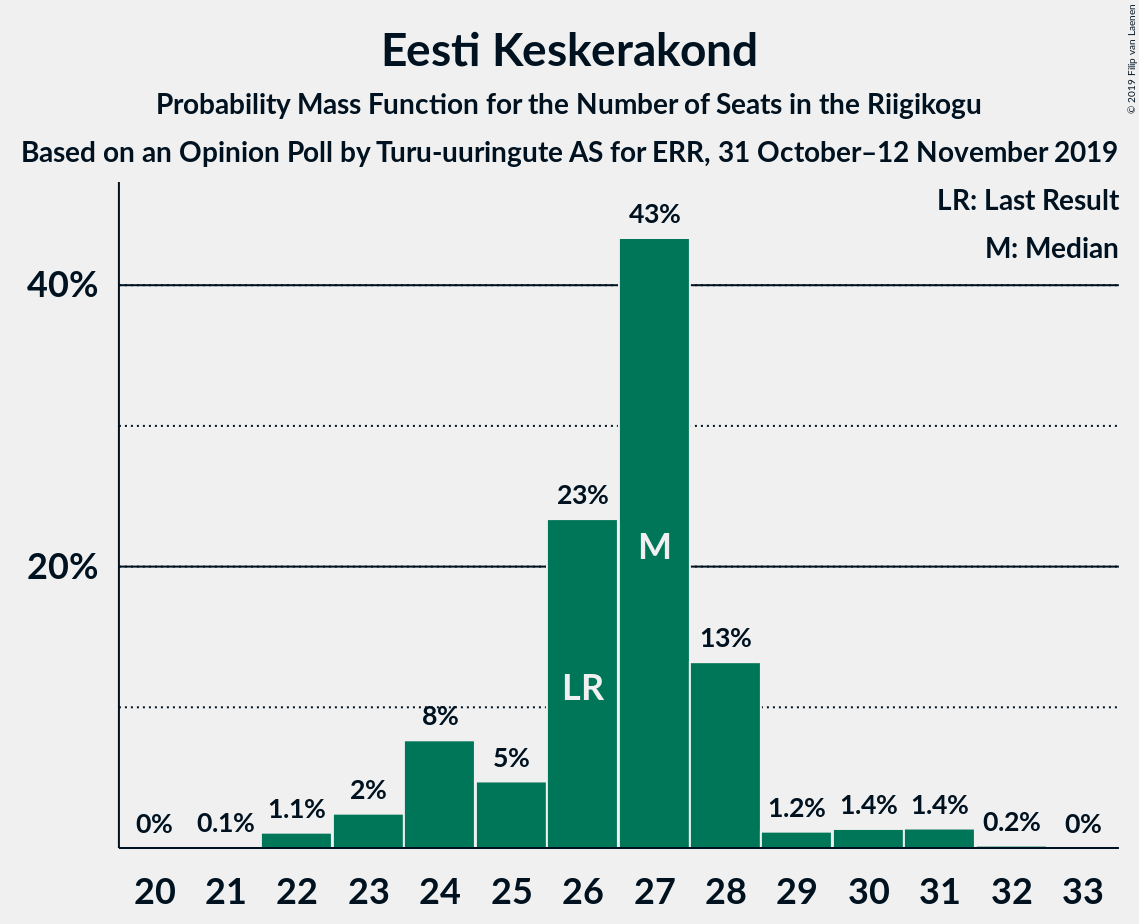 Eesti Keskerakond
Probability Mass Function for the Number of Seats in the Riigikogu
Based on an Opinion Poll by Turu-uuringute AS for ERR, 31 October–12 November 2019
© 2019 Filip van Laenen
LR: Last Result
M: Median
40%
20%
0%
0.1%
1.1%
2%
8%
5%
23%
43%
13%
1.2%
1.4%
1.4%
0.2%
0%
LR
M
20 21 22 23 24 25 26 27 28 29 30 31 32 33